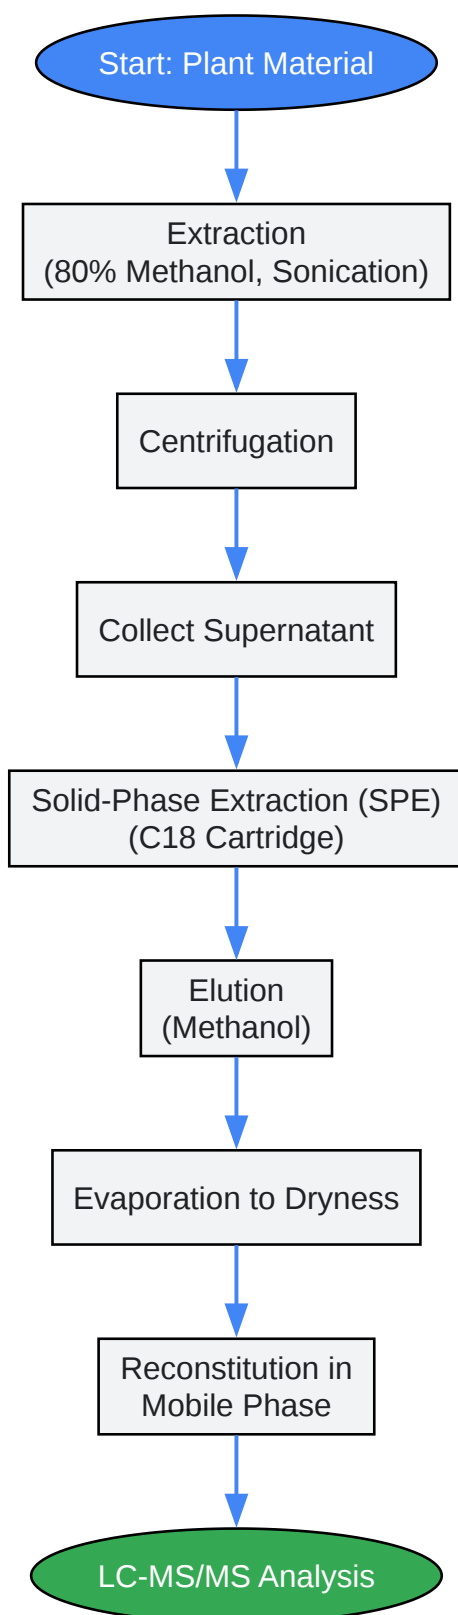 Start: Plant Material
Extraction
(80% Methanol, Sonication)
Centrifugation
Collect Supernatant
Solid-Phase Extraction (SPE)
(C18 Cartridge)
Elution
(Methanol)
Evaporation to Dryness
Reconstitution in
Mobile Phase
LC-MS/MS Analysis